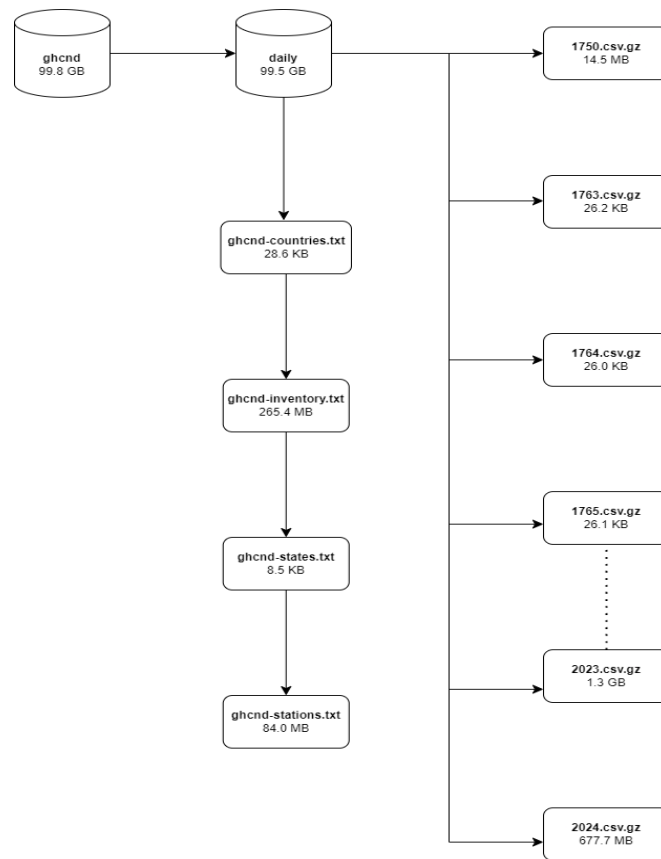 ghcnd
99.8 GB
daily
99.5 GB
1750.csv.gz
14.5 MB
1763.csv.gz
26.2 KB
ghcnd-countries.txt
28.6 KB
1764.csv.gz
26.0 KB
ghcnd-inventory.txt
265.4 MB
1765.csv.gz
26.1 KB
ghcnd-states.txt
8.5 KB
2023.csv.gz
1.3 GB
ghcnd-stations.txt
84.0 MB
2024.csv.gz
677.7 MB